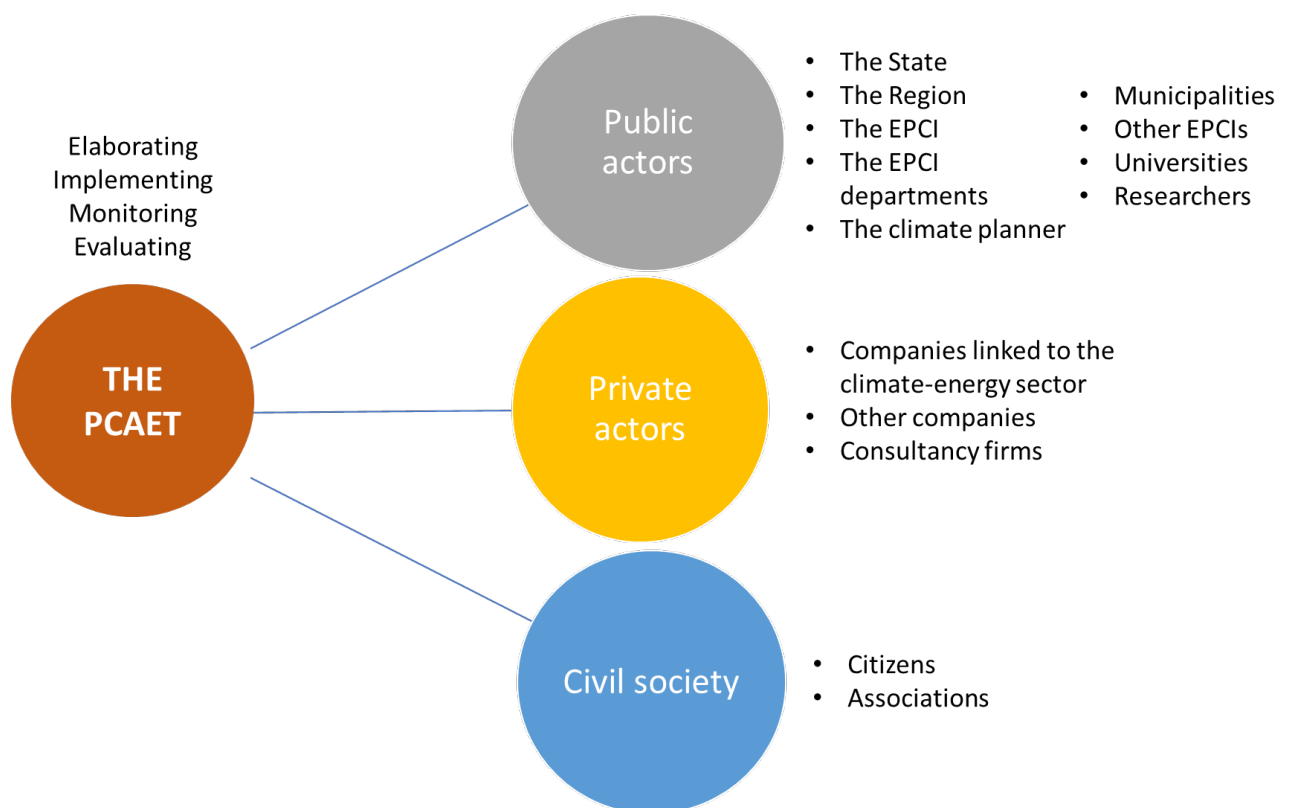 Elaborating
Implementing
Monitoring
Evaluating
THE
PCAET
Public
actors
• The State
• The Region
• The EPCI
• The EPCI
departments
• The climate planner
• Municipalities
• Other EPCIs
• Universities
• Researchers
Private
actors
• Companies linked to the
climate-energy sector
• Other companies
• Consultancy firms
Civil society
• Citizens
• Associations